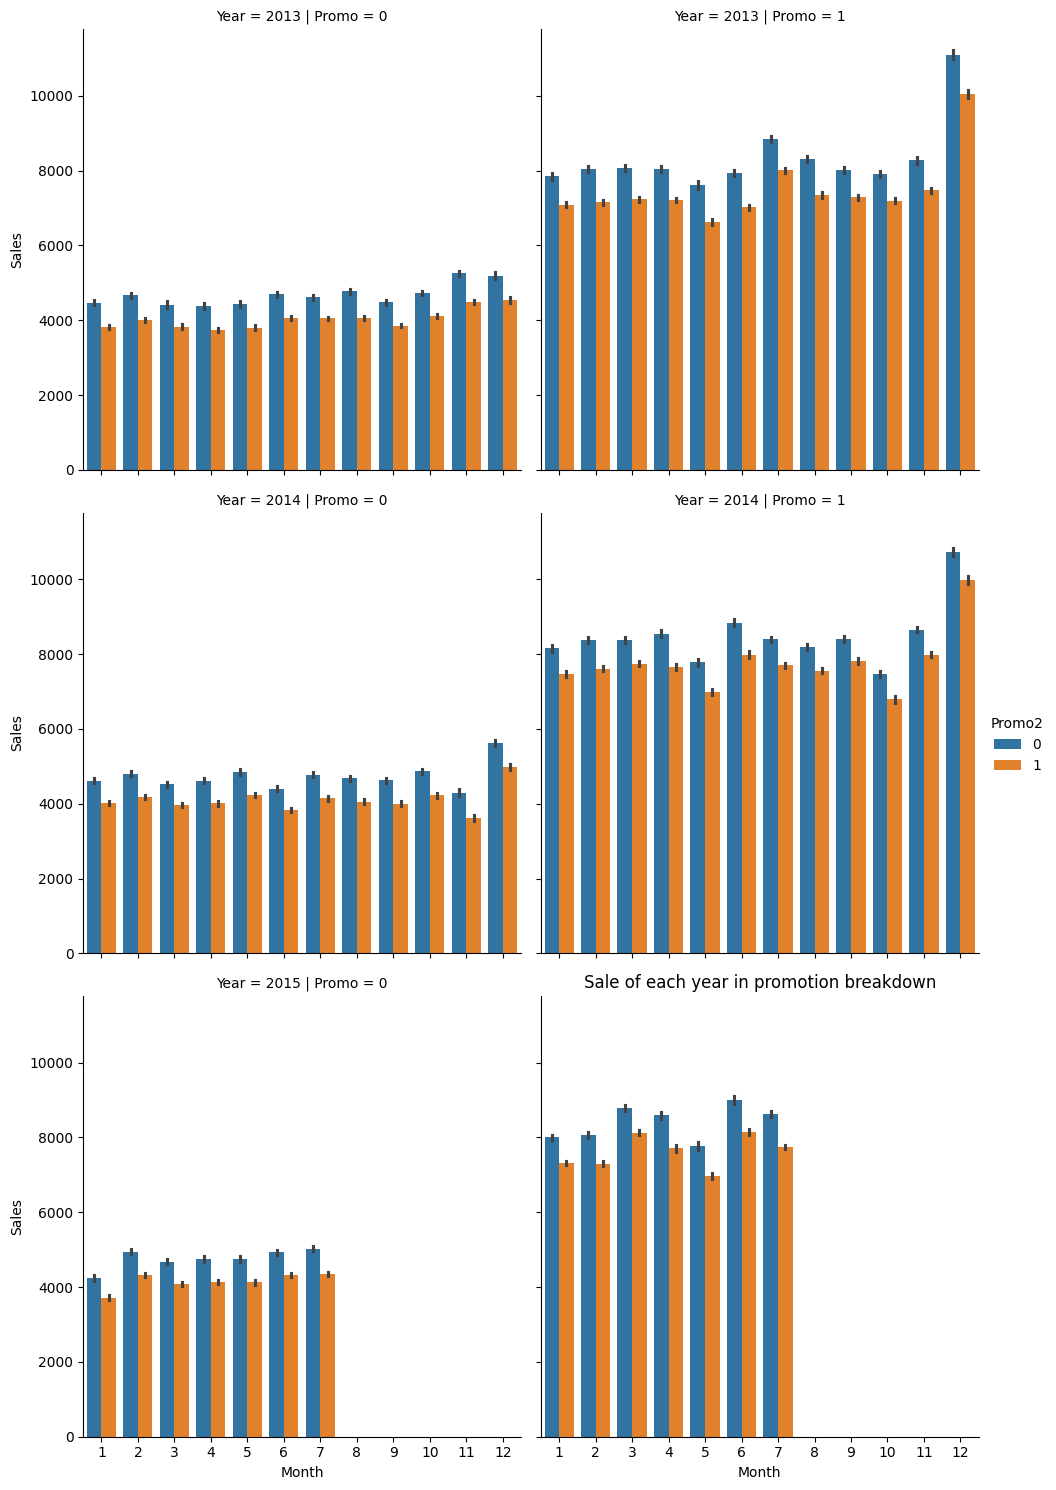 Year = 2013 | Promo = 0
Year = 2013 | Promo = 1
10000
8000
6000
4000
2000
0
Sales
Year = 2014 | Promo = 0
Year = 2014 | Promo = 1
10000
8000
6000
4000
2000
0
Sales
Promo2
0
1
Year = 2015 | Promo = 0
Sale of each year in promotion breakdown
10000
8000
6000
4000
2000
0
Sales
1 2 3 4 5 6 7 8 9 10 11 12
Month
1 2 3 4 5 6 7 8 9 10 11 12
Month